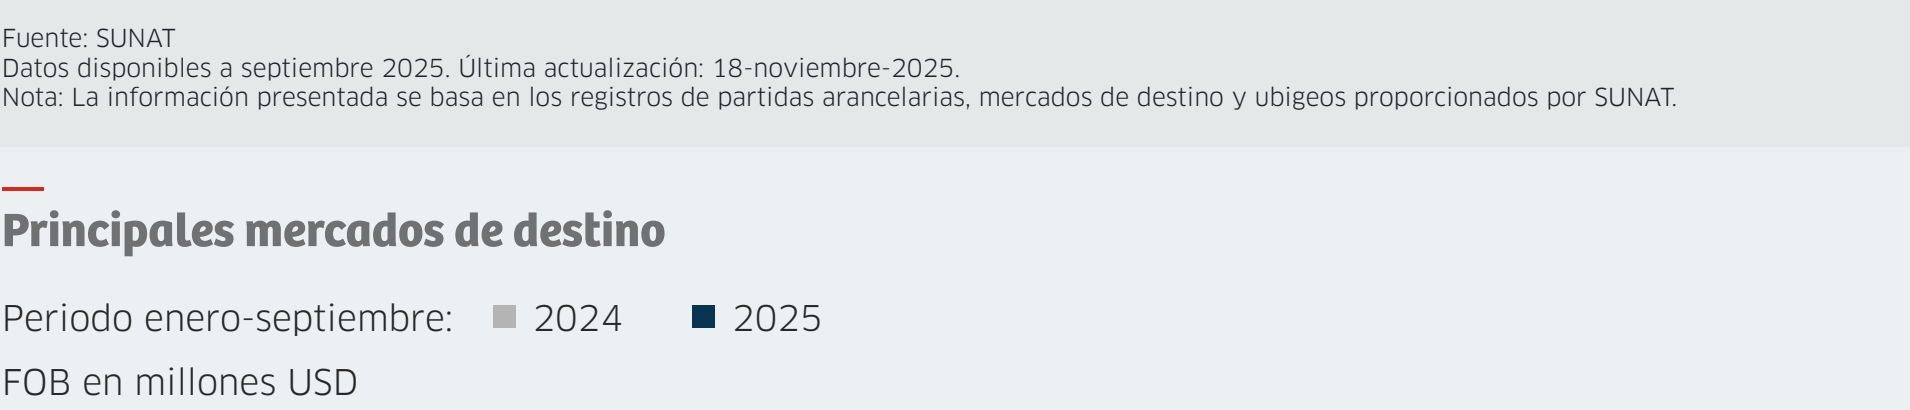 Fuente: SUNAT
Datos disponibles a septiembre 2025. Última actualización: 18-noviembre-2025.
Nota: La información presentada se basa en los registros de partidas arancelarias, mercados de destino y ubigeos proporcionados por SUNAT.
Principales mercados de destino
Periodo enero-septiembre: 2024 2025
FOB en millones USD